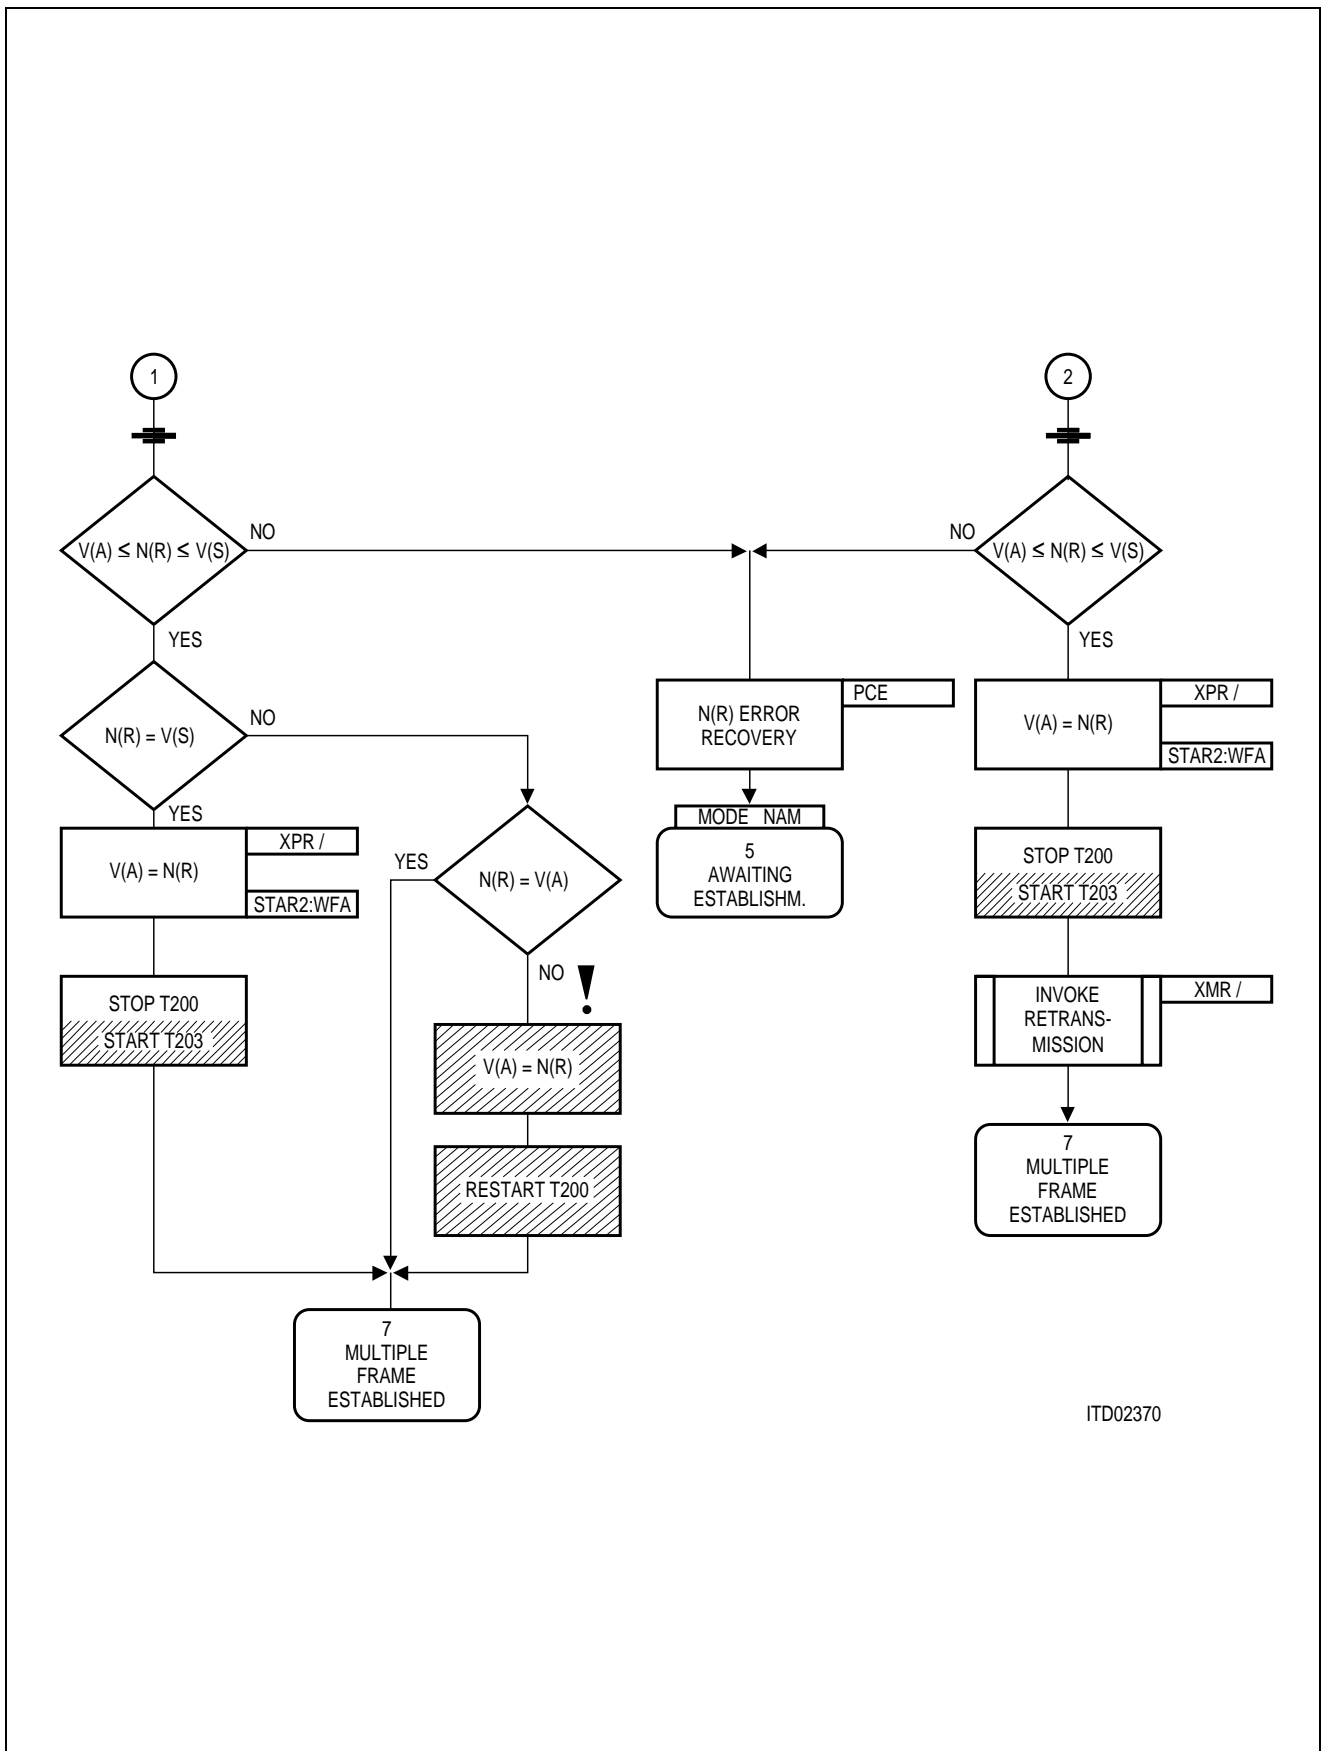 1
2
V(A) ≤ N(R) ≤ V(S)
NO
NO
V(A) ≤ N(R) ≤ V(S)
YES
YES
N(R) = V(S)
NO
N(R) ERROR
RECOVERY
PCE
V(A) = N(R)
XPR /
STAR2:WFA
YES
V(A) = N(R)
XPR /
STAR2:WFA
YES
N(R) = V(A)
MODE NAM
5
AWAITING
ESTABLISHM.
STOP T200
START T203
NO !
STOP T200
START T203
V(A) = N(R)
INVOKE
RETRANS-
MISSION
XMR /
RESTART T200
7
MULTIPLE
FRAME
ESTABLISHED
7
MULTIPLE
FRAME
ESTABLISHED
ITD02370